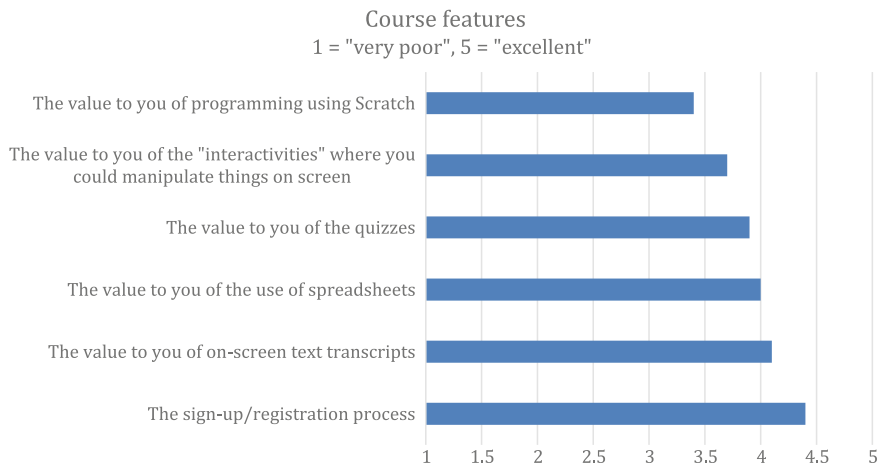 Course features
1 = "very poor", 5 = "excellent"
The value to you of programming using Scratch
The value to you of the "interactivities" where you
could manipulate things on screen
The value to you of the quizzes
The value to you of the use of spreadsheets
The value to you of on-screen text transcripts
The sign-up/registration process
1 1.5 2 2.5 3 3.5 4 4.5 5